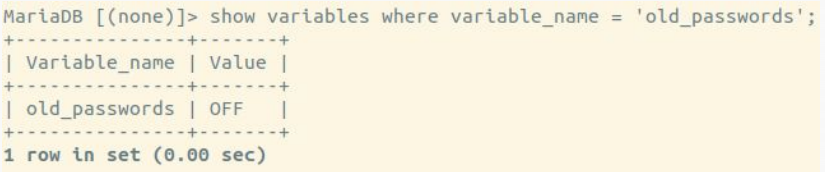 MariaDB [(none)]> show variables where variable_name = 'old_passwords';
+---------------+-------+
| Variable_name | Value |
+---------------+-------+
| old_passwords | OFF   |
+---------------+-------+
1 row in set (0.00 sec)